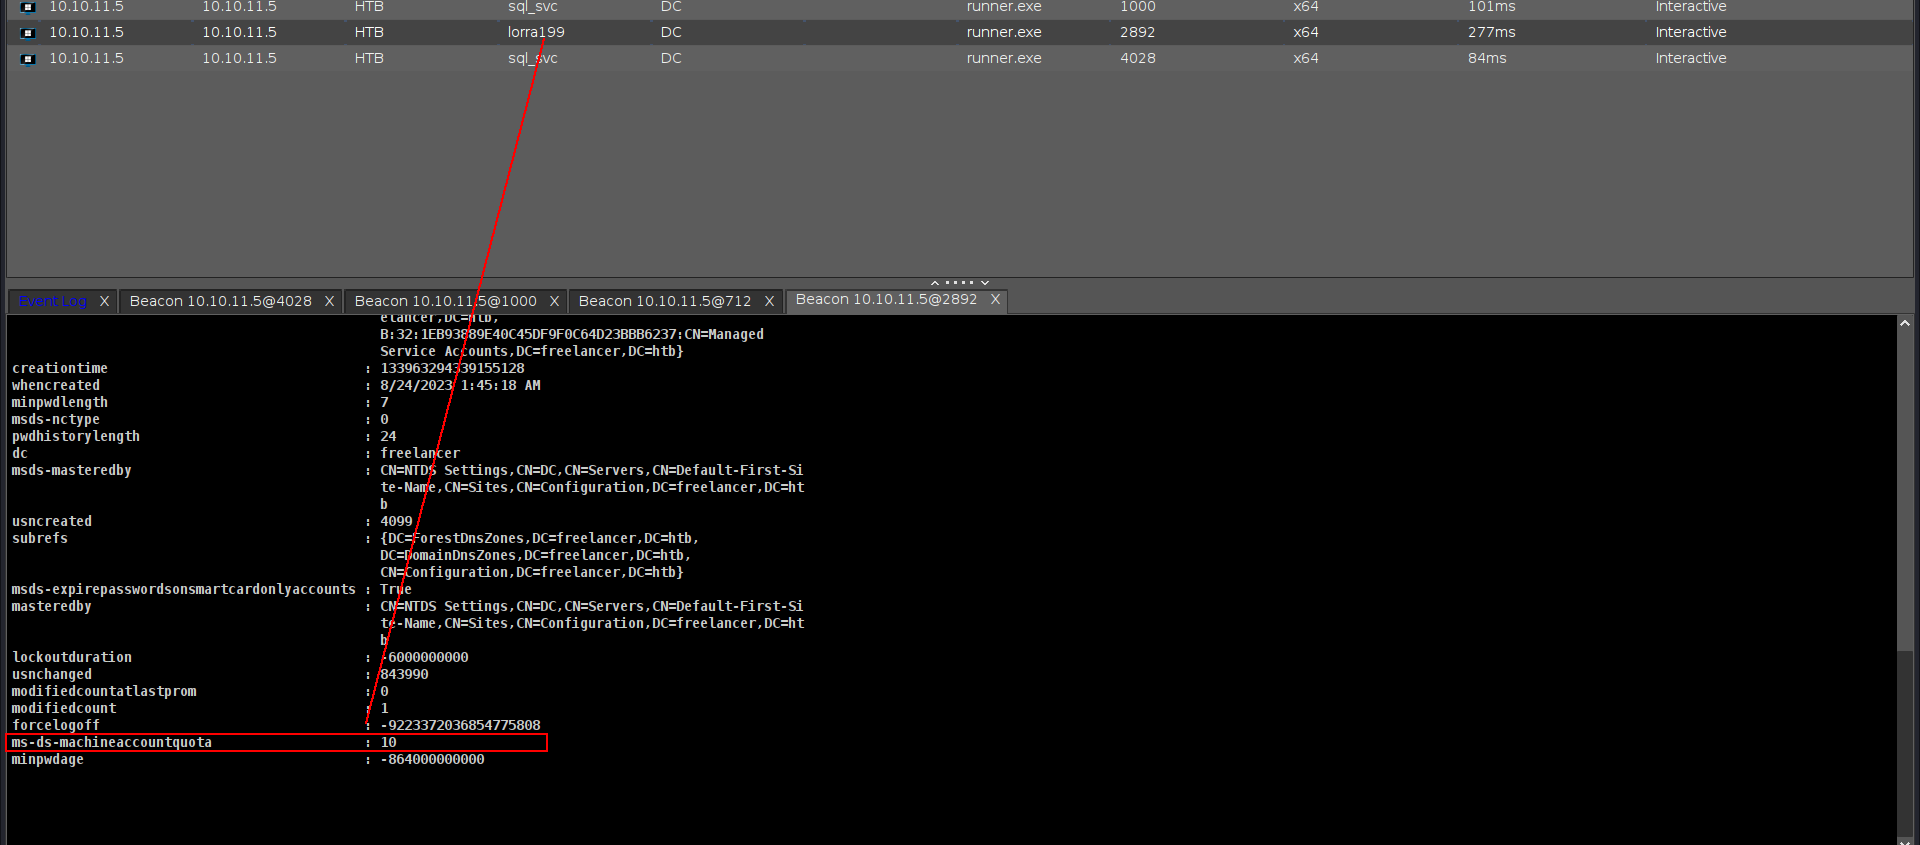 10.10.11.5 10.10.11.5 HTB sql_svc DC runner.exe 1000 x64 101ms Interactive
10.10.11.5 10.10.11.5 HTB lorra199 DC runner.exe 2892 x64 277ms Interactive
10.10.11.5 10.10.11.5 HTB sql_svc DC runner.exe 4028 x64 84ms Interactive
Event Log X Beacon 10.10.11.5@4028 X Beacon 10.10.11.5@1000 X Beacon 10.10.11.5@712 X Beacon 10.10.11.5@2892 X
elancer,DC=htb,
B:32:1EB93889E40C45DF9F0C64D23BBB6237:CN=Managed
Service Accounts,DC=freelancer,DC=htb}
creationtime : 133963294339155128
whencreated : 8/24/2023 1:45:18 AM
minpwdlength : 7
msds-nctype : 0
pwdhistorylength : 24
dc : freelancer
msds-masteredby : CN=NTDS Settings,CN=DC,CN=Servers,CN=Default-First-Si
te-Name,CN=Sites,CN=Configuration,DC=freelancer,DC=ht
b
usncreated : 4099
subrefs : {DC=ForestDnsZones,DC=freelancer,DC=htb,
DC=DomainDnsZones,DC=freelancer,DC=htb,
CN=Configuration,DC=freelancer,DC=htb}
msds-expirepasswordsonsmartcardonlyaccounts : True
masteredby : CN=NTDS Settings,CN=DC,CN=Servers,CN=Default-First-Si
te-Name,CN=Sites,CN=Configuration,DC=freelancer,DC=ht
b
lockoutduration : -6000000000
usnchanged : 843990
modifiedcountatlastprom : 0
modifiedcount : 1
forcelogoff : -9223372036854775808
ms-ds-machineaccountquota : 10
minpwdage : -864000000000